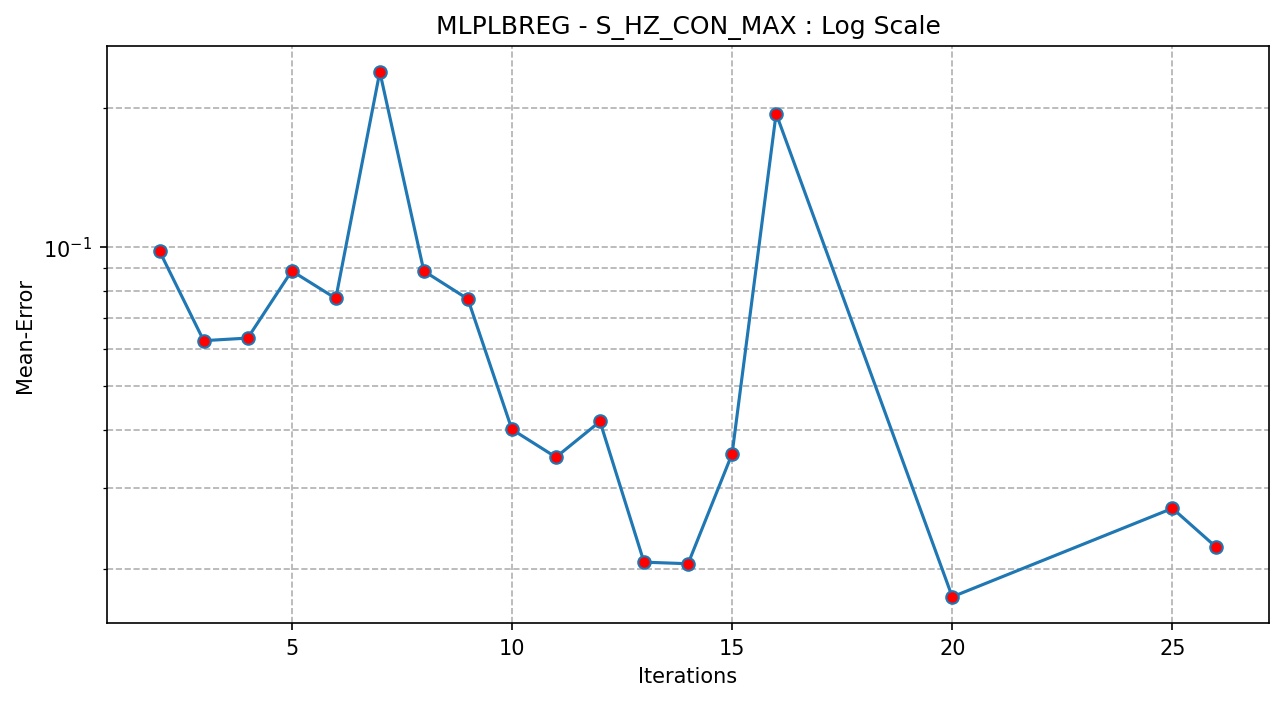 MLPLBREG - S_HZ_CON_MAX : Log Scale
Mean-Error
10⁻¹
5 10 15 20 25
Iterations